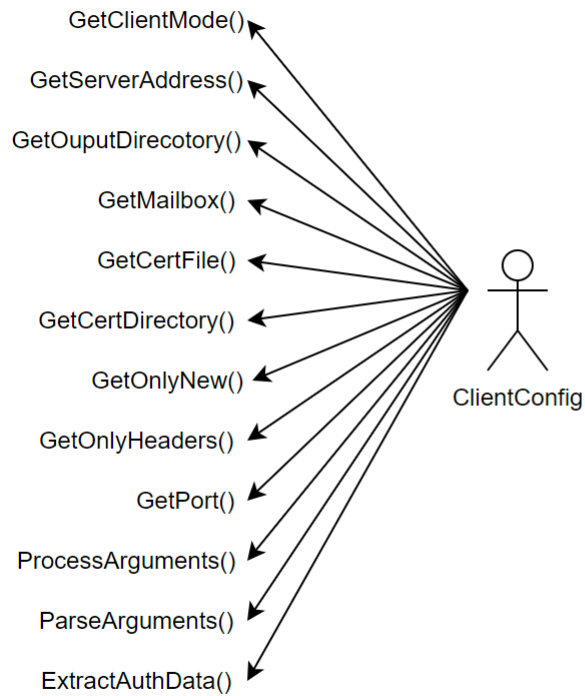 GetClientMode()
GetServerAddress()
GetOuputDirecotory()
GetMailbox()
GetCertFile()
GetCertDirectory()
GetOnlyNew()
GetOnlyHeaders()
GetPort()
ProcessArguments()
ParseArguments()
ExtractAuthData()
ClientConfig